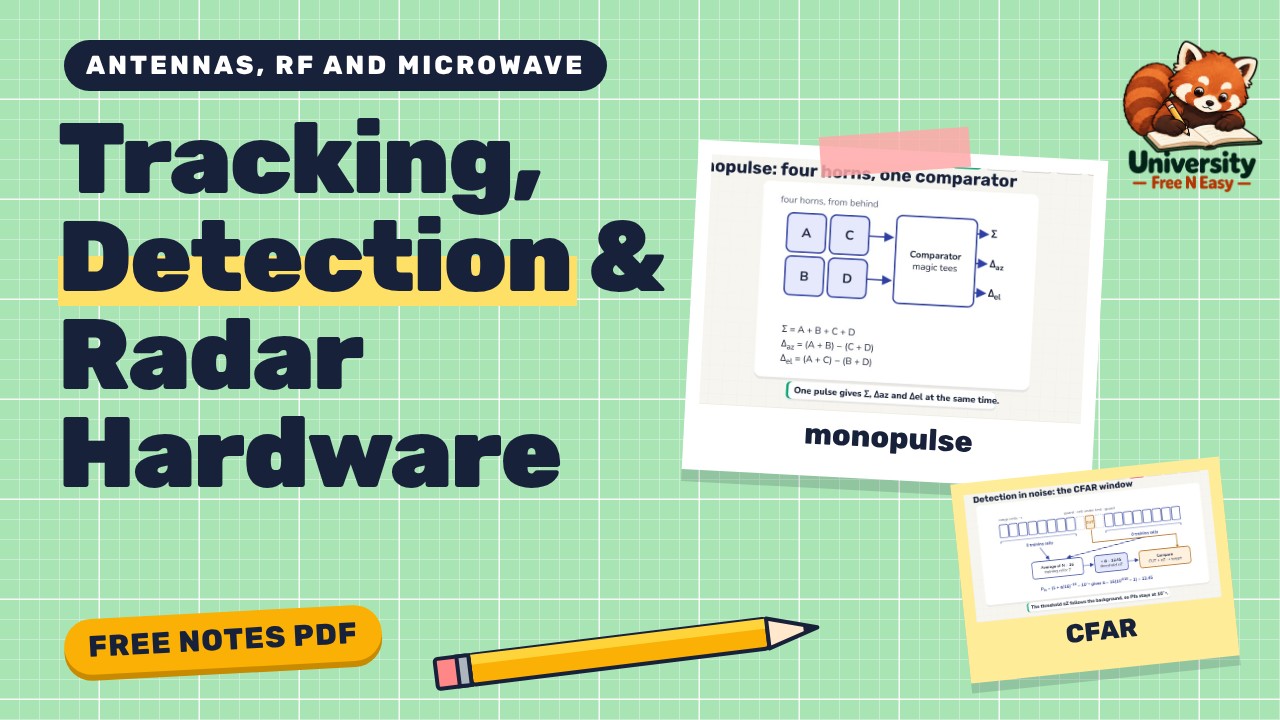 ANTENNAS, RF AND MICROWAVE
Tracking,
Detection &
Radar
Hardware
FREE NOTES PDF
University
Free N Easy
nopulse: four horns, one comparator
four horns, from behind
A
C
B
D
Comparator
magic tees
Σ
Δaz
Δel
Σ = A + B + C + D
Δaz = (A + B) − (C + D)
Δel = (A + C) − (B + D)
One pulse gives Σ, Δaz and Δel at the same time.
monopulse
Detection in noise: the CFAR window
Compare
CFAR